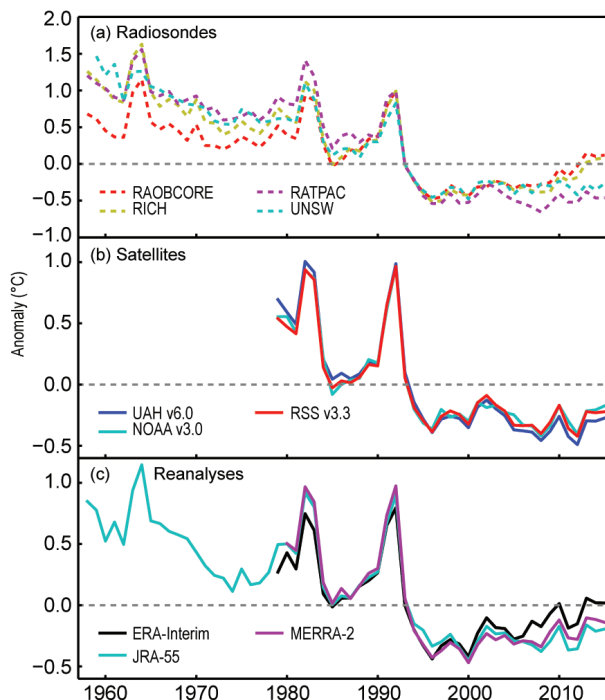 2.0
(a) Radiosondes
1.5
1.0
0.5
0.0
RAOBCORE RATPAC
−0.5
RICH UNSW
−1.0
(b) Satellites
1.0
Anomaly (°C)
0.5
0.0
UAH v6.0 RSS v3.3
NOAA v3.0
−0.5
(c) Reanalyses
1.0
0.5
0.0
ERA-Interim MERRA-2
JRA-55
−0.5
1960 1970 1980 1990 2000 2010